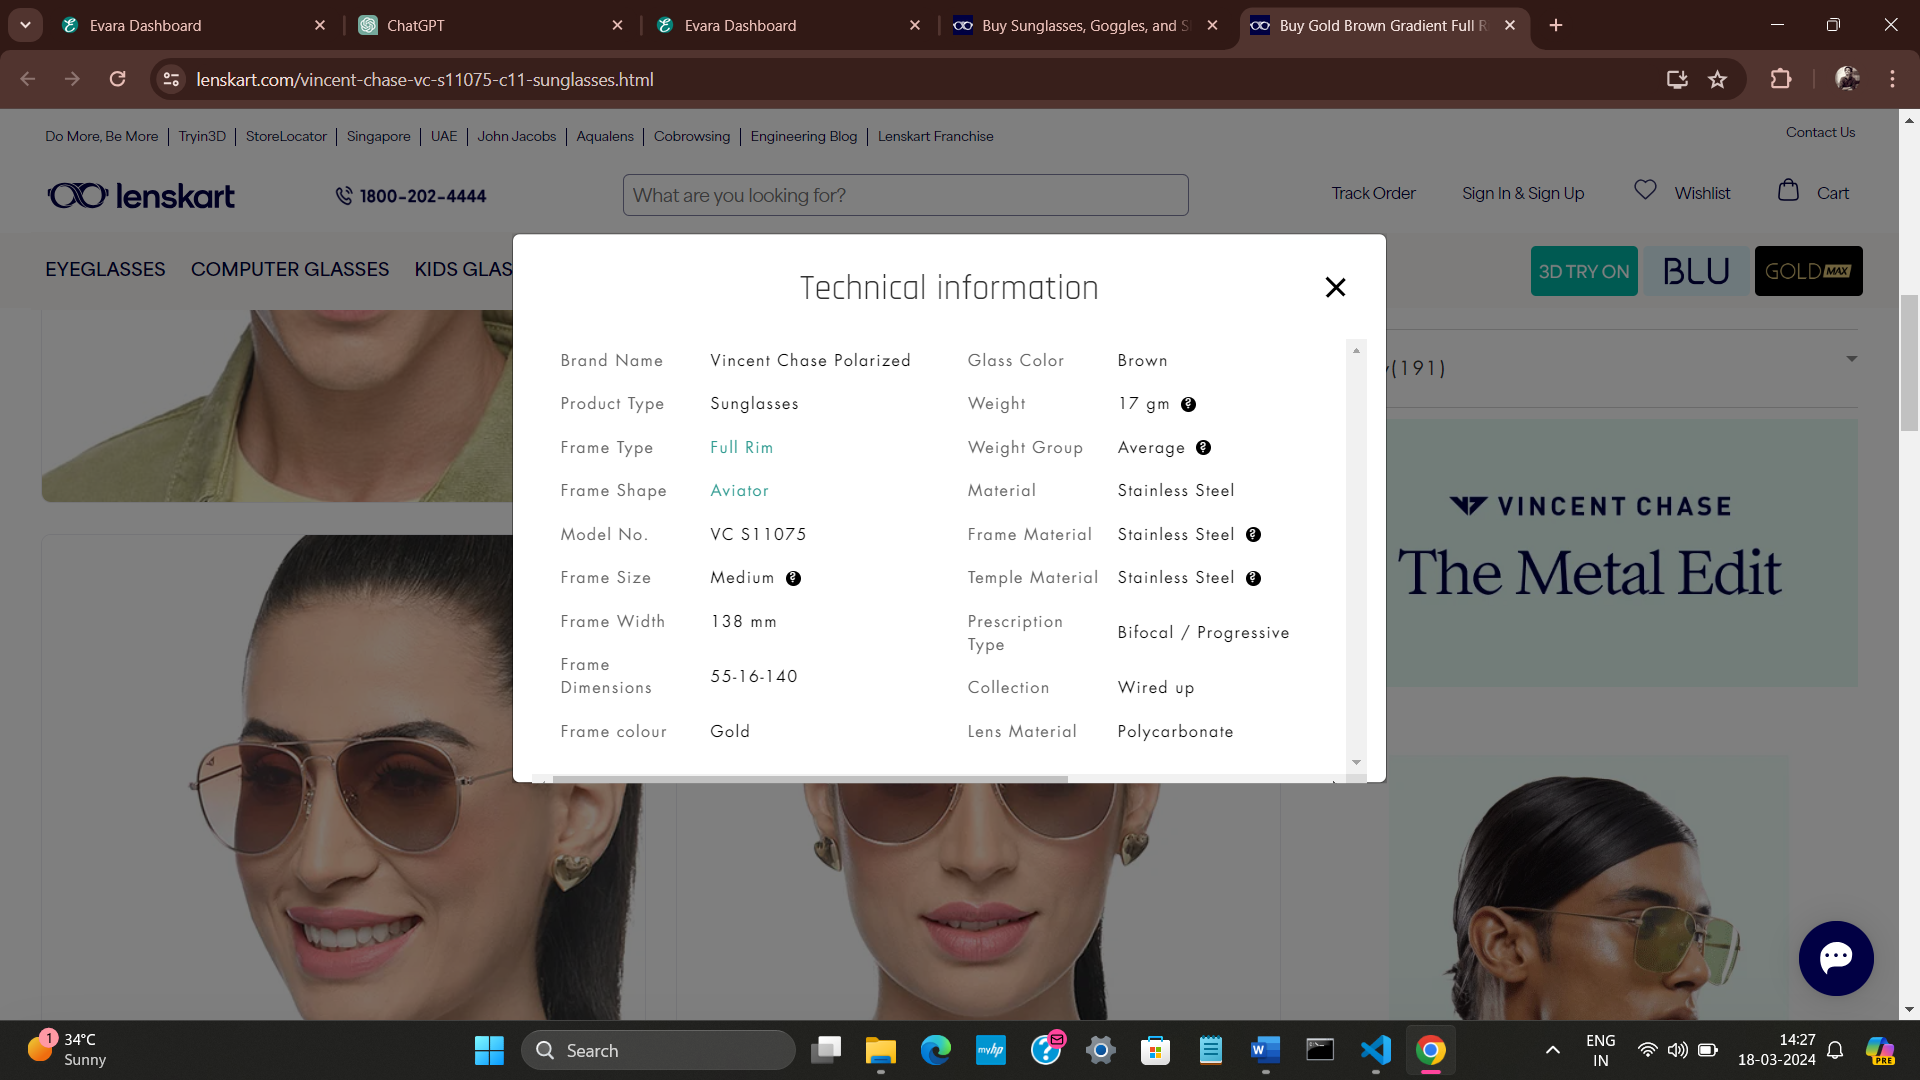 Evara Dashboard
ChatGPT
Evara Dashboard
Buy Sunglasses, Goggles, and S
Buy Gold Brown Gradient Full R
lenskart.com/vincent-chase-vc-s11075-c11-sunglasses.html
Do More, Be More | Tryin3D | StoreLocator | Singapore | UAE | John Jacobs | Aqualens | Cobrowsing | Engineering Blog | Lenskart Franchise
Contact Us
lenskart
1800-202-4444
What are you looking for?
Track Order
Sign In & Sign Up
Wishlist
Cart
EYEGLASSES
COMPUTER GLASSES
KIDS GLAS
3D TRY ON
BLU
GOLD MAX
Technical information
Brand Name Vincent Chase Polarized
Product Type Sunglasses
Frame Type Full Rim
Frame Shape Aviator
Model No. VC S11075
Frame Size Medium
Frame Width 138 mm
Frame
Dimensions
55-16-140
Frame colour Gold
Glass Color Brown
Weight 17 gm
Weight Group Average
Material Stainless Steel
Frame Material Stainless Steel
Temple Material Stainless Steel
Prescription
Type
Bifocal / Progressive
Collection Wired up
Lens Material Polycarbonate
(191)
VINCENT CHASE
The Metal Edit
1
34°C
Sunny
Search
myhp
W
PRE
ENG
IN
14:27
18-03-2024